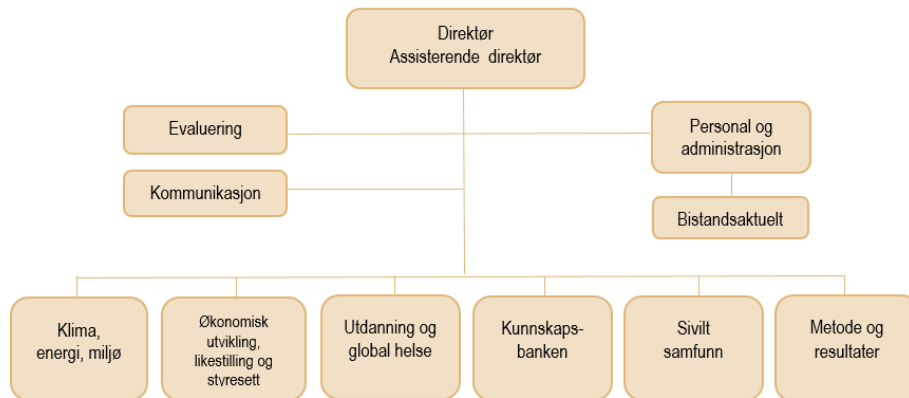 Direktør
Assisterende direktør
Evaluering
Personal og
administrasjon
Kommunikasjon
Bistandsaktuelt
Klima,
energi, miljø
Økonomisk
utvikling,
likestilling og
styresett
Utdanning og
global helse
Kunnskaps-
banken
Sivilt
samfunn
Metode og
resultater